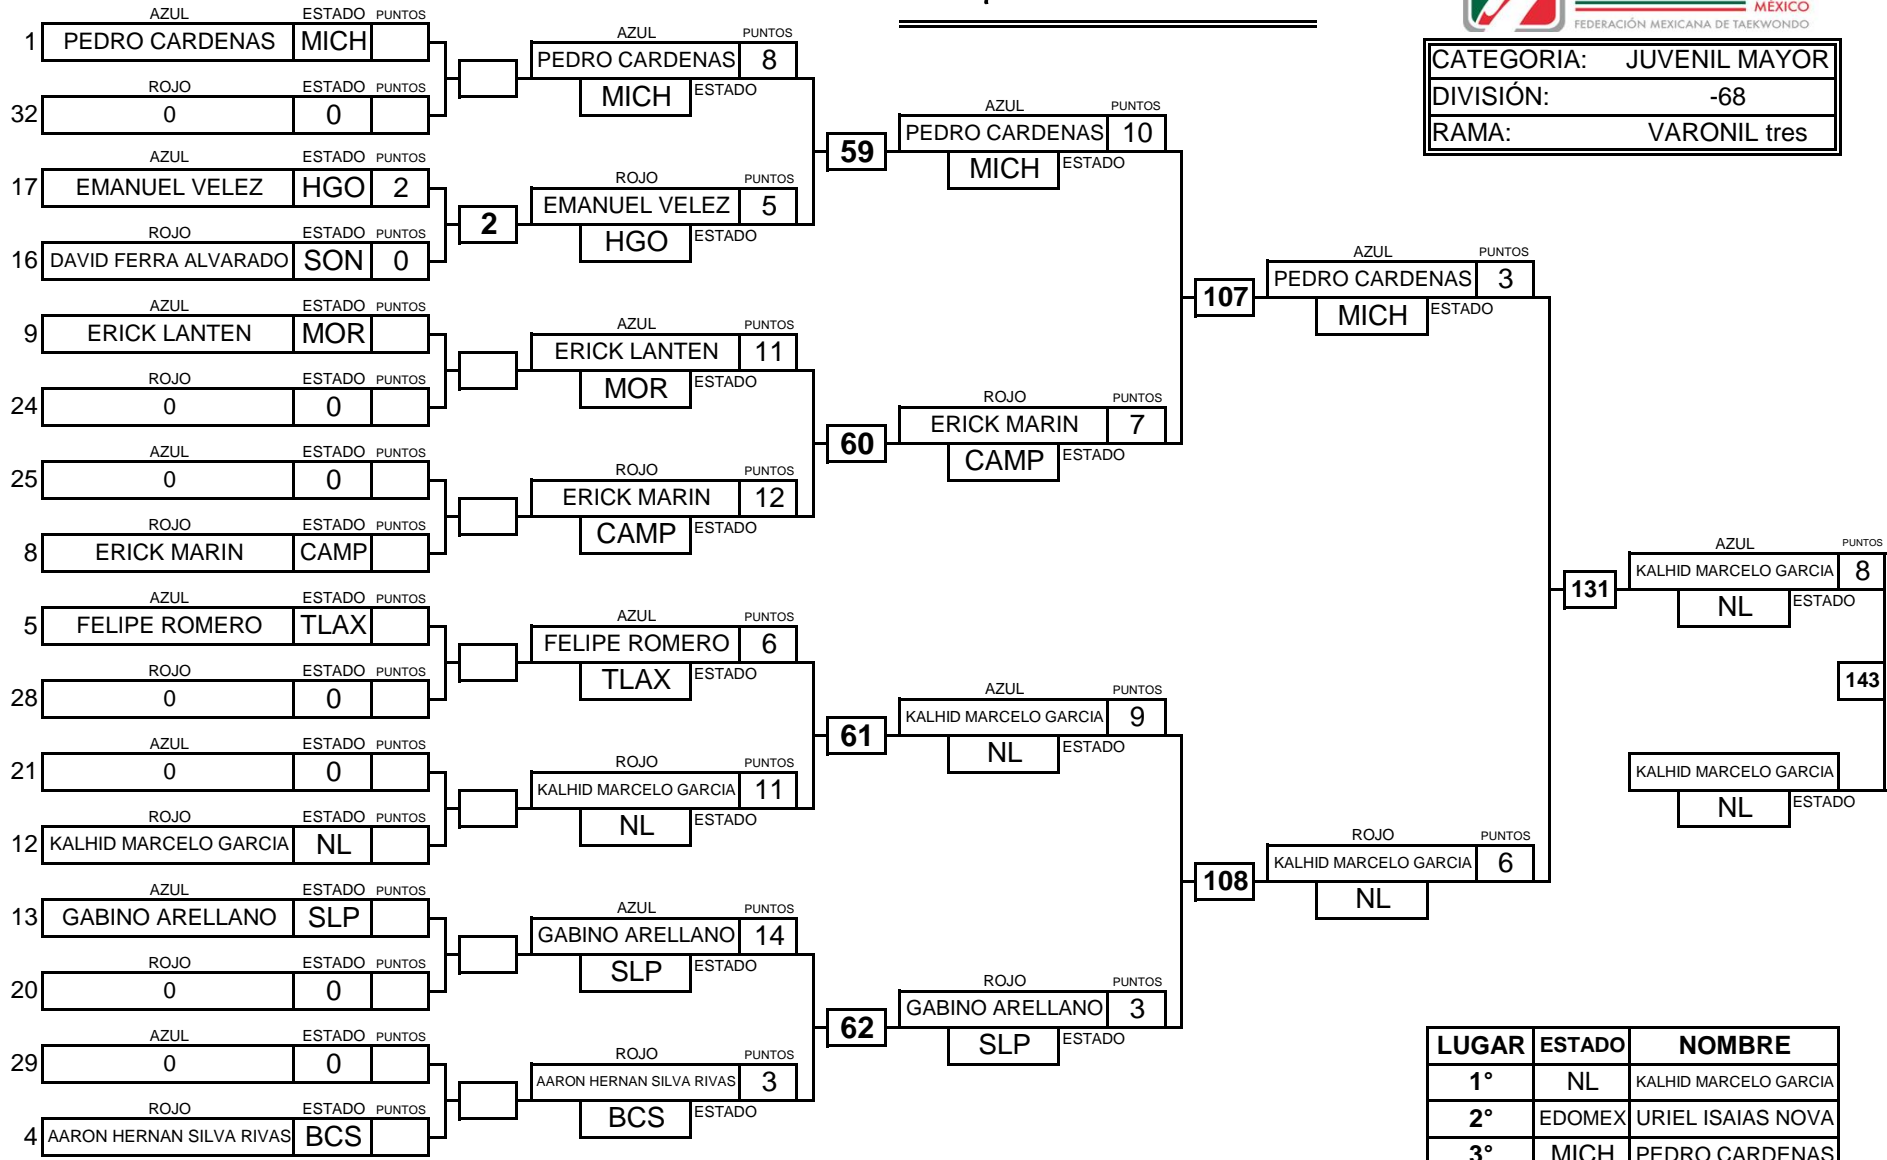 AZUL ESTADO PUNTOS
1 PEDRO CARDENAS MICH
ROJO ESTADO PUNTOS
32 0 0
AZUL ESTADO PUNTOS
17 EMANUEL VELEZ HGO 2
ROJO ESTADO PUNTOS
16 DAVID FERRA ALVARADO SON 0
AZUL ESTADO PUNTOS
9 ERICK LANTEN MOR
ROJO ESTADO PUNTOS
24 0 0
AZUL ESTADO PUNTOS
25 0 0
ROJO ESTADO PUNTOS
8 ERICK MARIN CAMP
AZUL ESTADO PUNTOS
5 FELIPE ROMERO TLAX
ROJO ESTADO PUNTOS
28 0 0
AZUL ESTADO PUNTOS
21 0 0
ROJO ESTADO PUNTOS
12 KALHID MARCELO GARCIA NL
AZUL ESTADO PUNTOS
13 GABINO ARELLANO SLP
ROJO ESTADO PUNTOS
20 0 0
AZUL ESTADO PUNTOS
29 0 0
ROJO ESTADO PUNTOS
4 AARON HERNAN SILVA RIVAS BCS
2
AZUL PUNTOS
PEDRO CARDENAS 8
MICH ESTADO
ROJO PUNTOS
EMANUEL VELEZ 5
HGO ESTADO
AZUL PUNTOS
ERICK LANTEN 11
MOR ESTADO
ROJO PUNTOS
ERICK MARIN 12
CAMP ESTADO
AZUL PUNTOS
FELIPE ROMERO 6
TLAX ESTADO
ROJO PUNTOS
KALHID MARCELO GARCIA 11
NL ESTADO
AZUL PUNTOS
GABINO ARELLANO 14
SLP ESTADO
ROJO PUNTOS
AARON HERNAN SILVA RIVAS 3
BCS ESTADO
59
60
61
62
AZUL PUNTOS
PEDRO CARDENAS 10
MICH ESTADO
ROJO PUNTOS
ERICK MARIN 7
CAMP ESTADO
AZUL PUNTOS
KALHID MARCELO GARCIA 9
NL ESTADO
ROJO PUNTOS
GABINO ARELLANO 3
SLP ESTADO
107
108
AZUL PUNTOS
PEDRO CARDENAS 3
MICH ESTADO
ROJO PUNTOS
KALHID MARCELO GARCIA 6
NL
131
AZUL PUNTOS
KALHID MARCELO GARCIA 8
NL ESTADO
143
KALHID MARCELO GARCIA
NL ESTADO
MÉXICO
FEDERACIÓN MEXICANA DE TAEKWONDO
CATEGORIA: JUVENIL MAYOR
DIVISIÓN: -68
RAMA: VARONIL tres
LUGAR ESTADO NOMBRE
1° NL KALHID MARCELO GARCIA
2° EDOMEX URIEL ISAIAS NOVA
3° MICH PEDRO CARDENAS